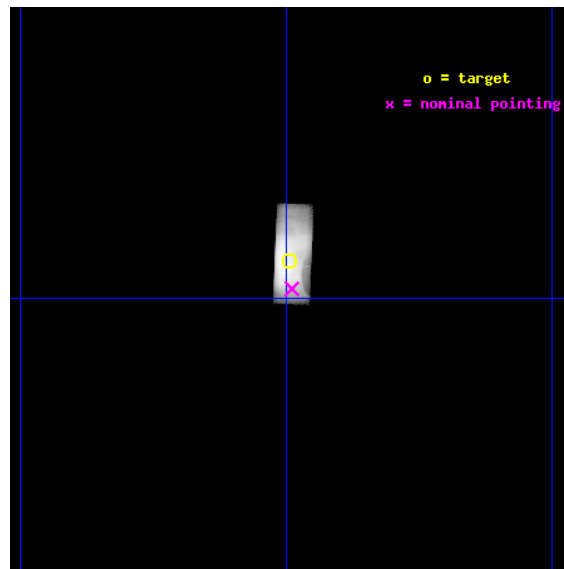 o = target
x = nominal pointing